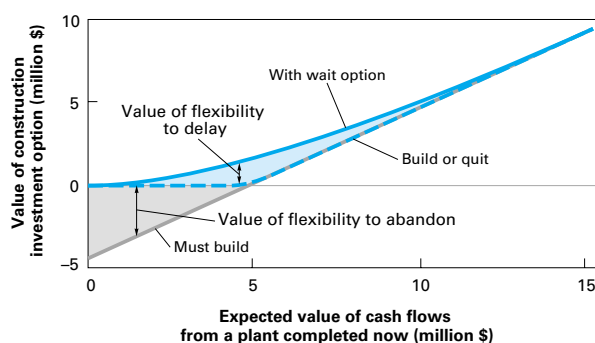 Value of construction
investment option (million $)
10
5
0
−5
With wait option
Value of flexibility
to delay
Build or quit
Value of flexibility to abandon
Must build
0
5
10
15
Expected value of cash flows
from a plant completed now (million $)